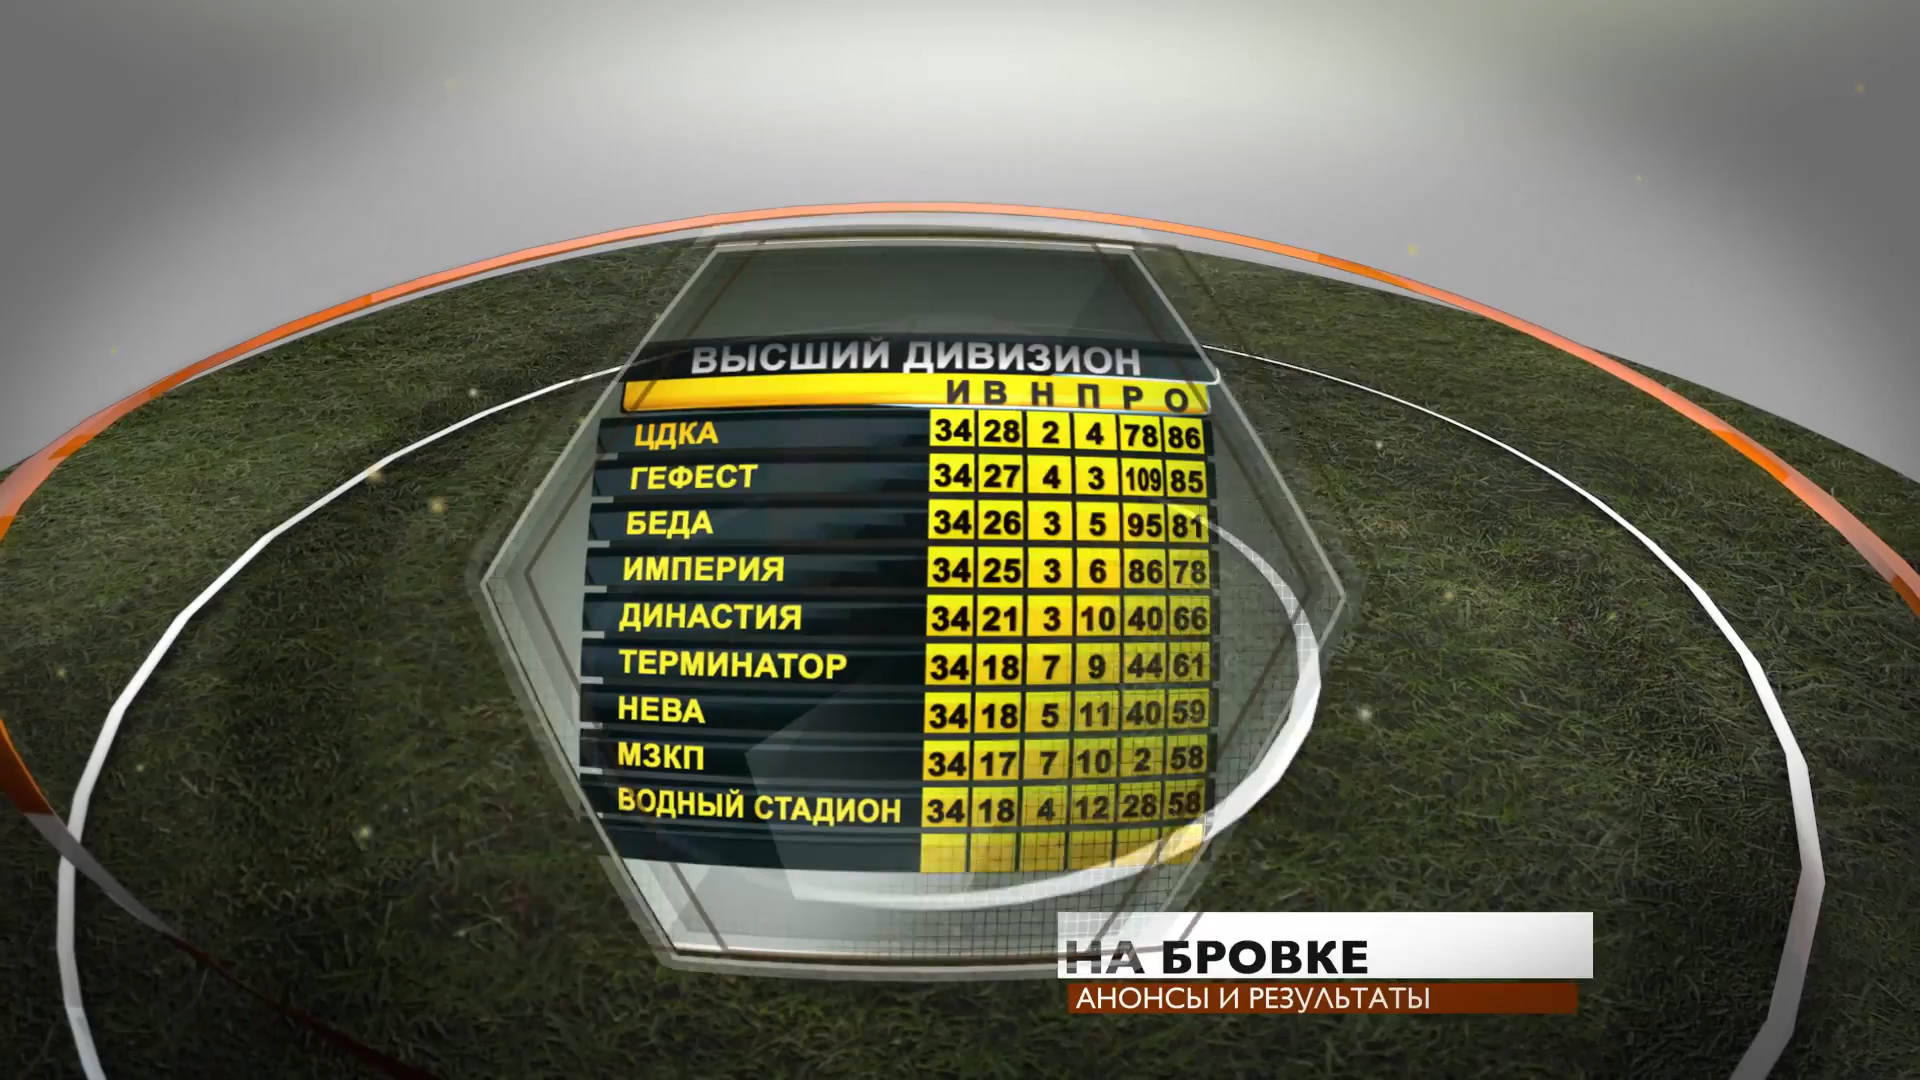 ВЫСШИЙ ДИВИЗИОН
И В Н П Р О
ЦДКА 34 28 2 4 78 86
ГЕФЕСТ 34 27 4 3 109 85
БЕДА 34 26 3 5 95 81
ИМПЕРИЯ 34 25 3 6 86 78
ДИНАСТИЯ 34 21 3 10 40 66
ТЕРМИНАТОР 34 18 7 9 44 61
НЕВА 34 18 5 11 40 59
МЗКП 34 17 7 10 2 58
ВОДНЫЙ СТАДИОН 34 18 4 12 28 58
НА БРОВКЕ
АНОНСЫ И РЕЗУЛЬТАТЫ